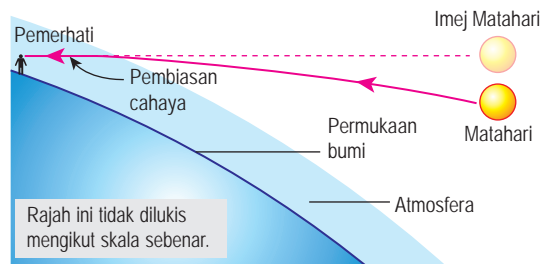 Imej Matahari
Pemerhati
Pembiasan
cahaya
Permukaan
bumi
Matahari
Atmosfera
Rajah ini tidak dilukis
mengikut skala sebenar.